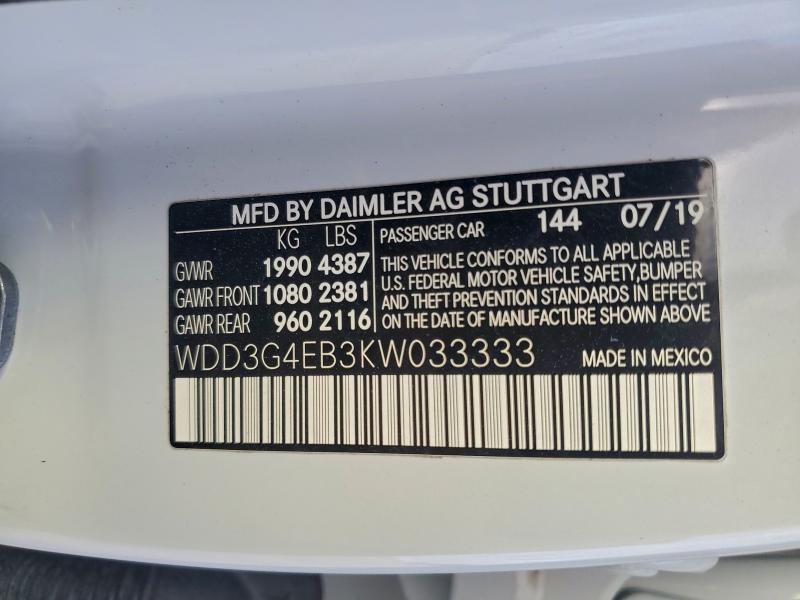 MFD BY DAIMLER AG STUTTGART
KG LBS
GVWR 1990 4387
GAWR FRONT 1080 2381
GAWR REAR 960 2116
PASSENGER CAR 144 07/19
THIS VEHICLE CONFORMS TO ALL APPLICABLE
U.S. FEDERAL MOTOR VEHICLE SAFETY, BUMPER
AND THEFT PREVENTION STANDARDS IN EFFECT
ON THE DATE OF MANUFACTURE SHOWN ABOVE
WDD3G4EB3KW033333 MADE IN MEXICO